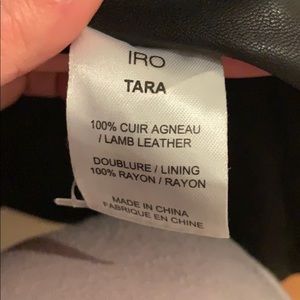 IRO
TARA
100% CUIR AGNEAU
/ LAMB LEATHER
DOUBLURE / LINING
100% RAYON / RAYON
MADE IN CHINA
FABRIQUE EN CHINE